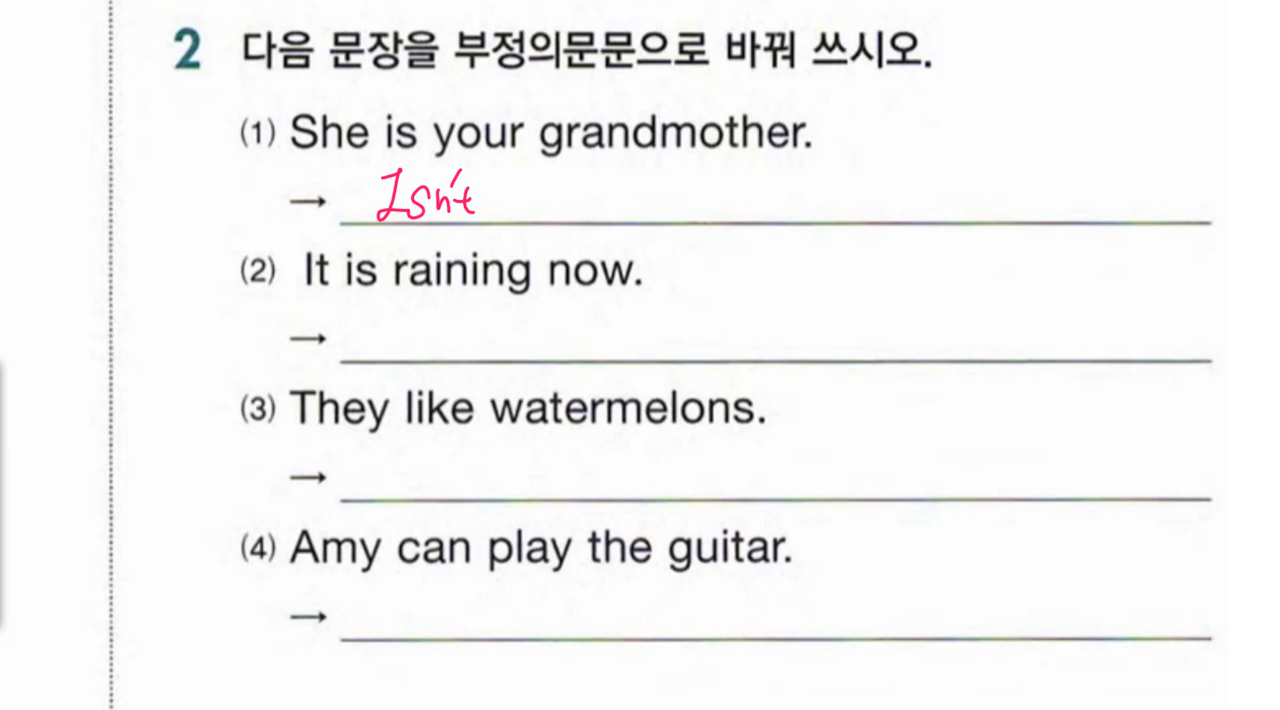 2 다음 문장을 부정의문문으로 바꿔 쓰시오.
(1) She is your grandmother.
→ Isn't
(2) It is raining now.
→
(3) They like watermelons.
→
(4) Amy can play the guitar.
→